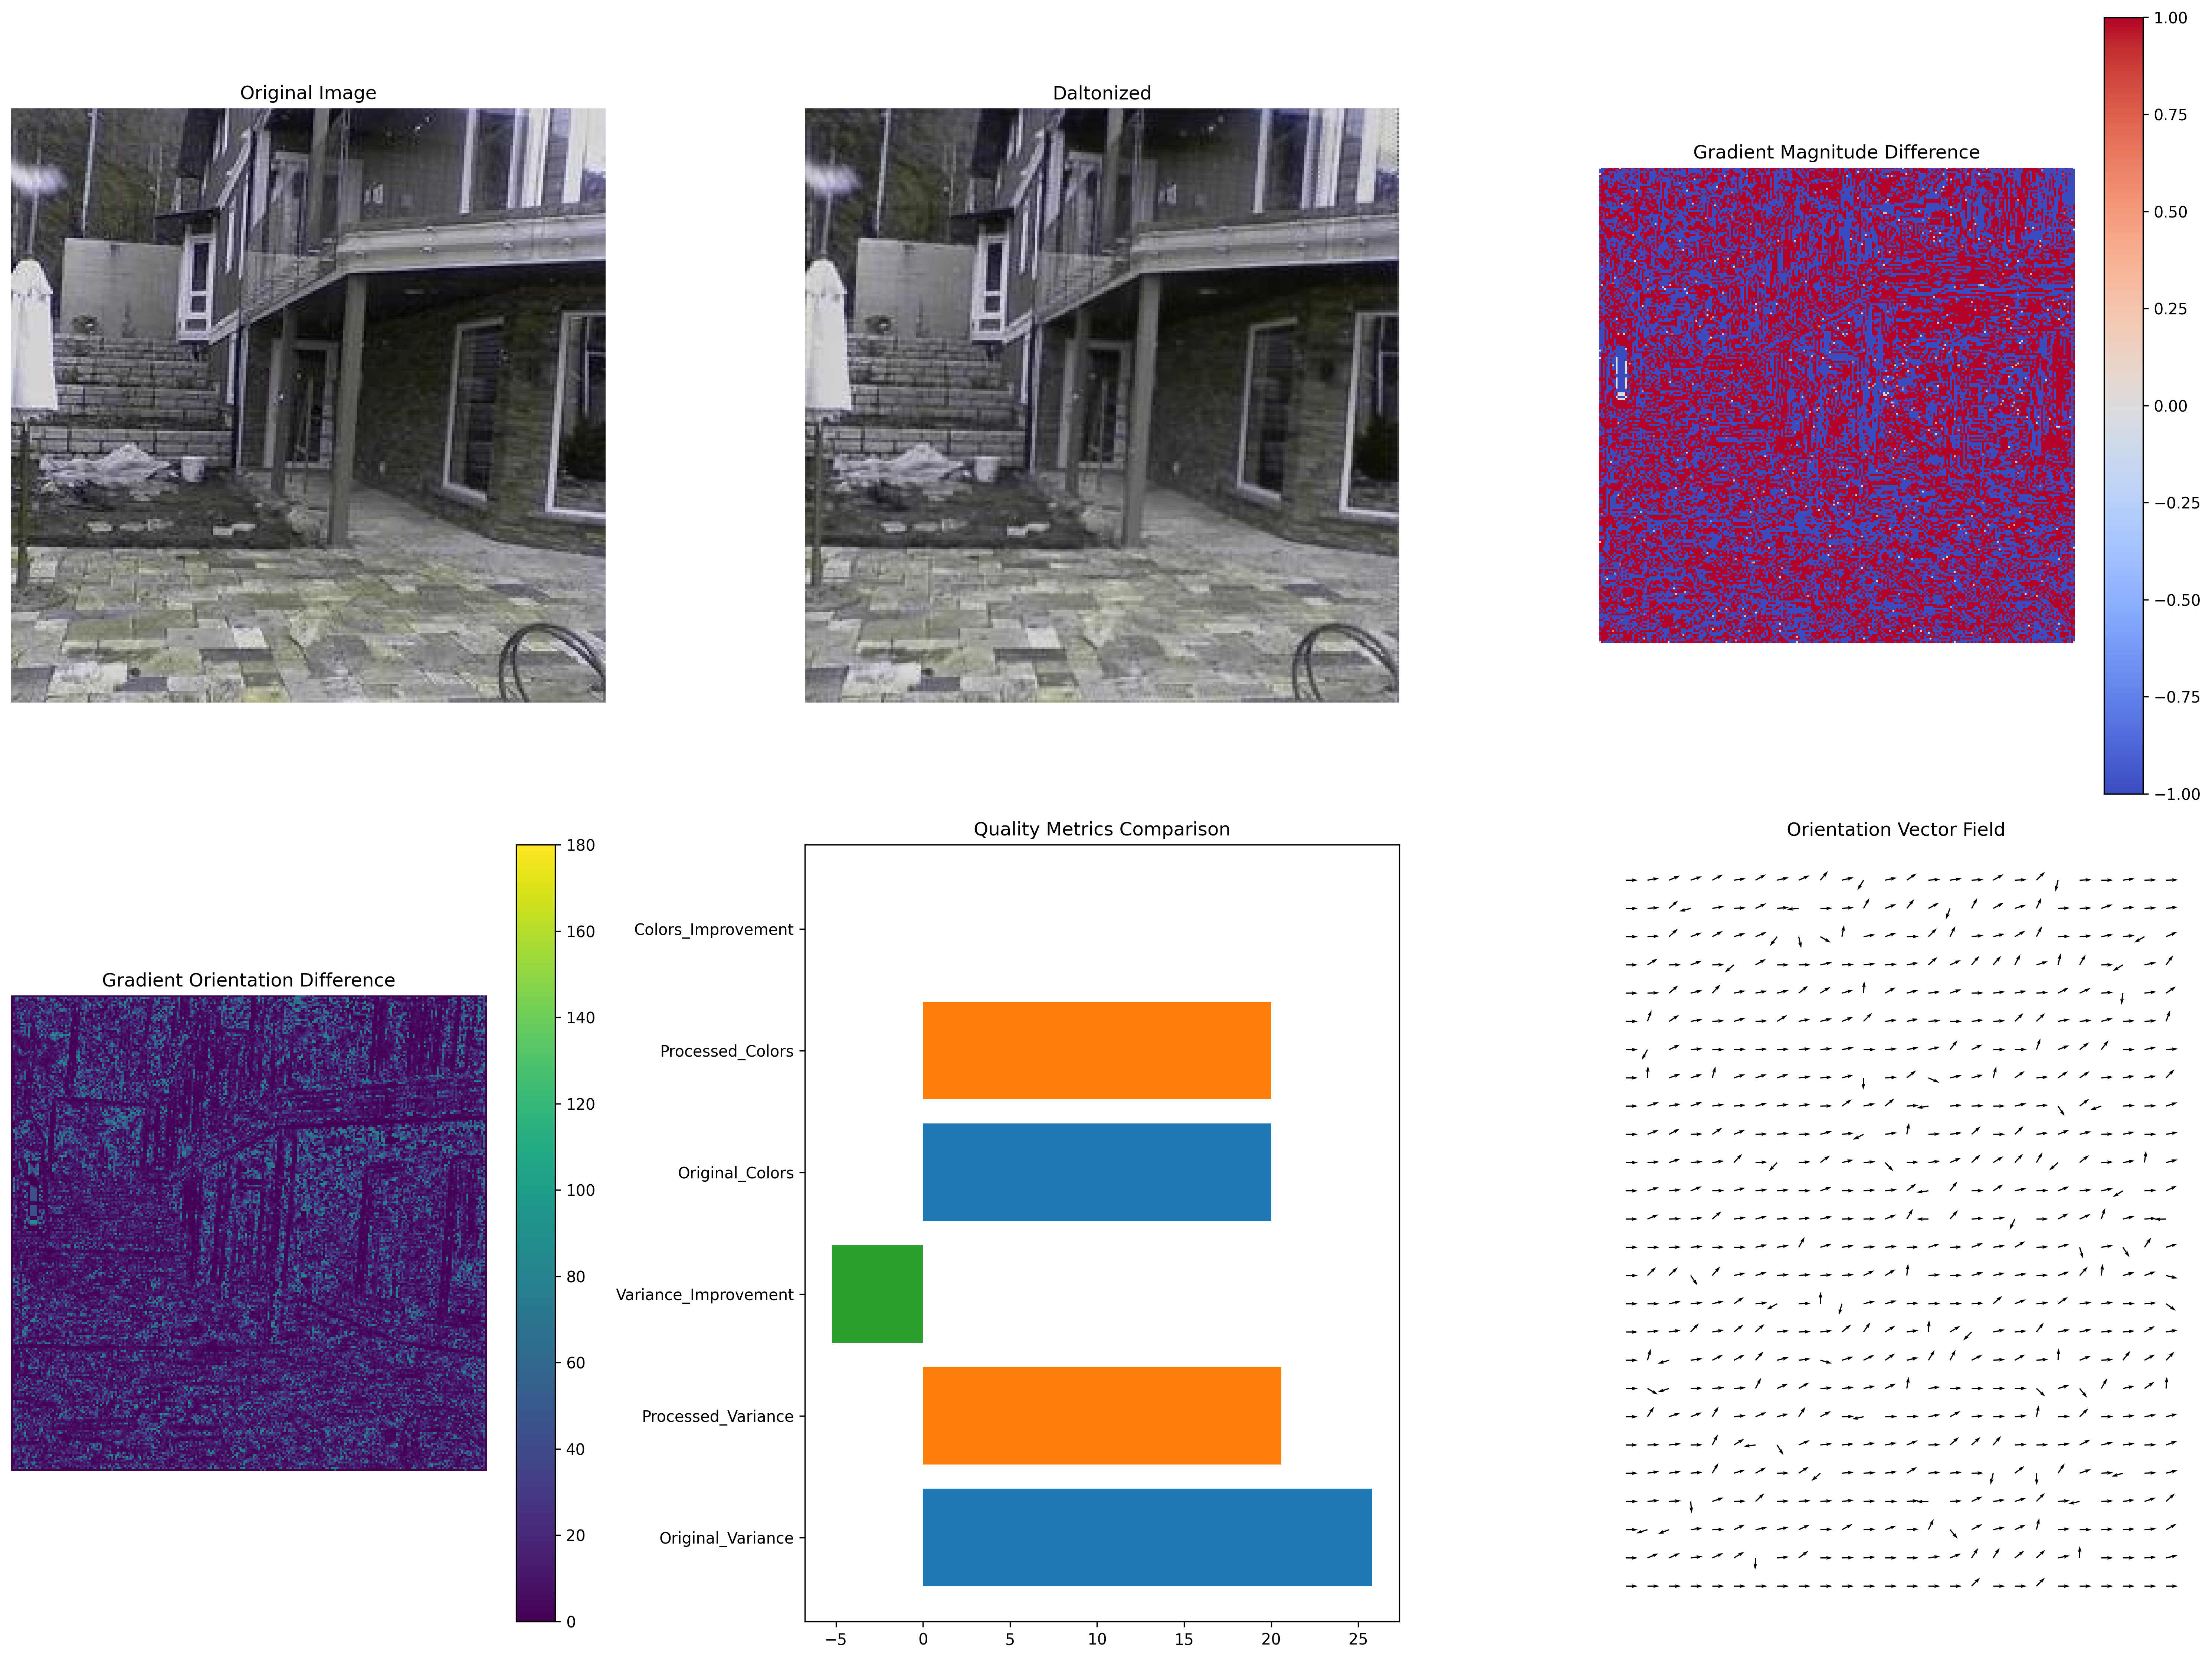 Original Image
Daltonized
Gradient Magnitude Difference
1.00
0.75
0.50
0.25
0.00
−0.25
−0.50
−0.75
−1.00
Gradient Orientation Difference
180
160
140
120
100
80
60
40
20
0
Quality Metrics Comparison
Colors_Improvement
Processed_Colors
Original_Colors
Variance_Improvement
Processed_Variance
Original_Variance
−5 0 5 10 15 20 25
Orientation Vector Field